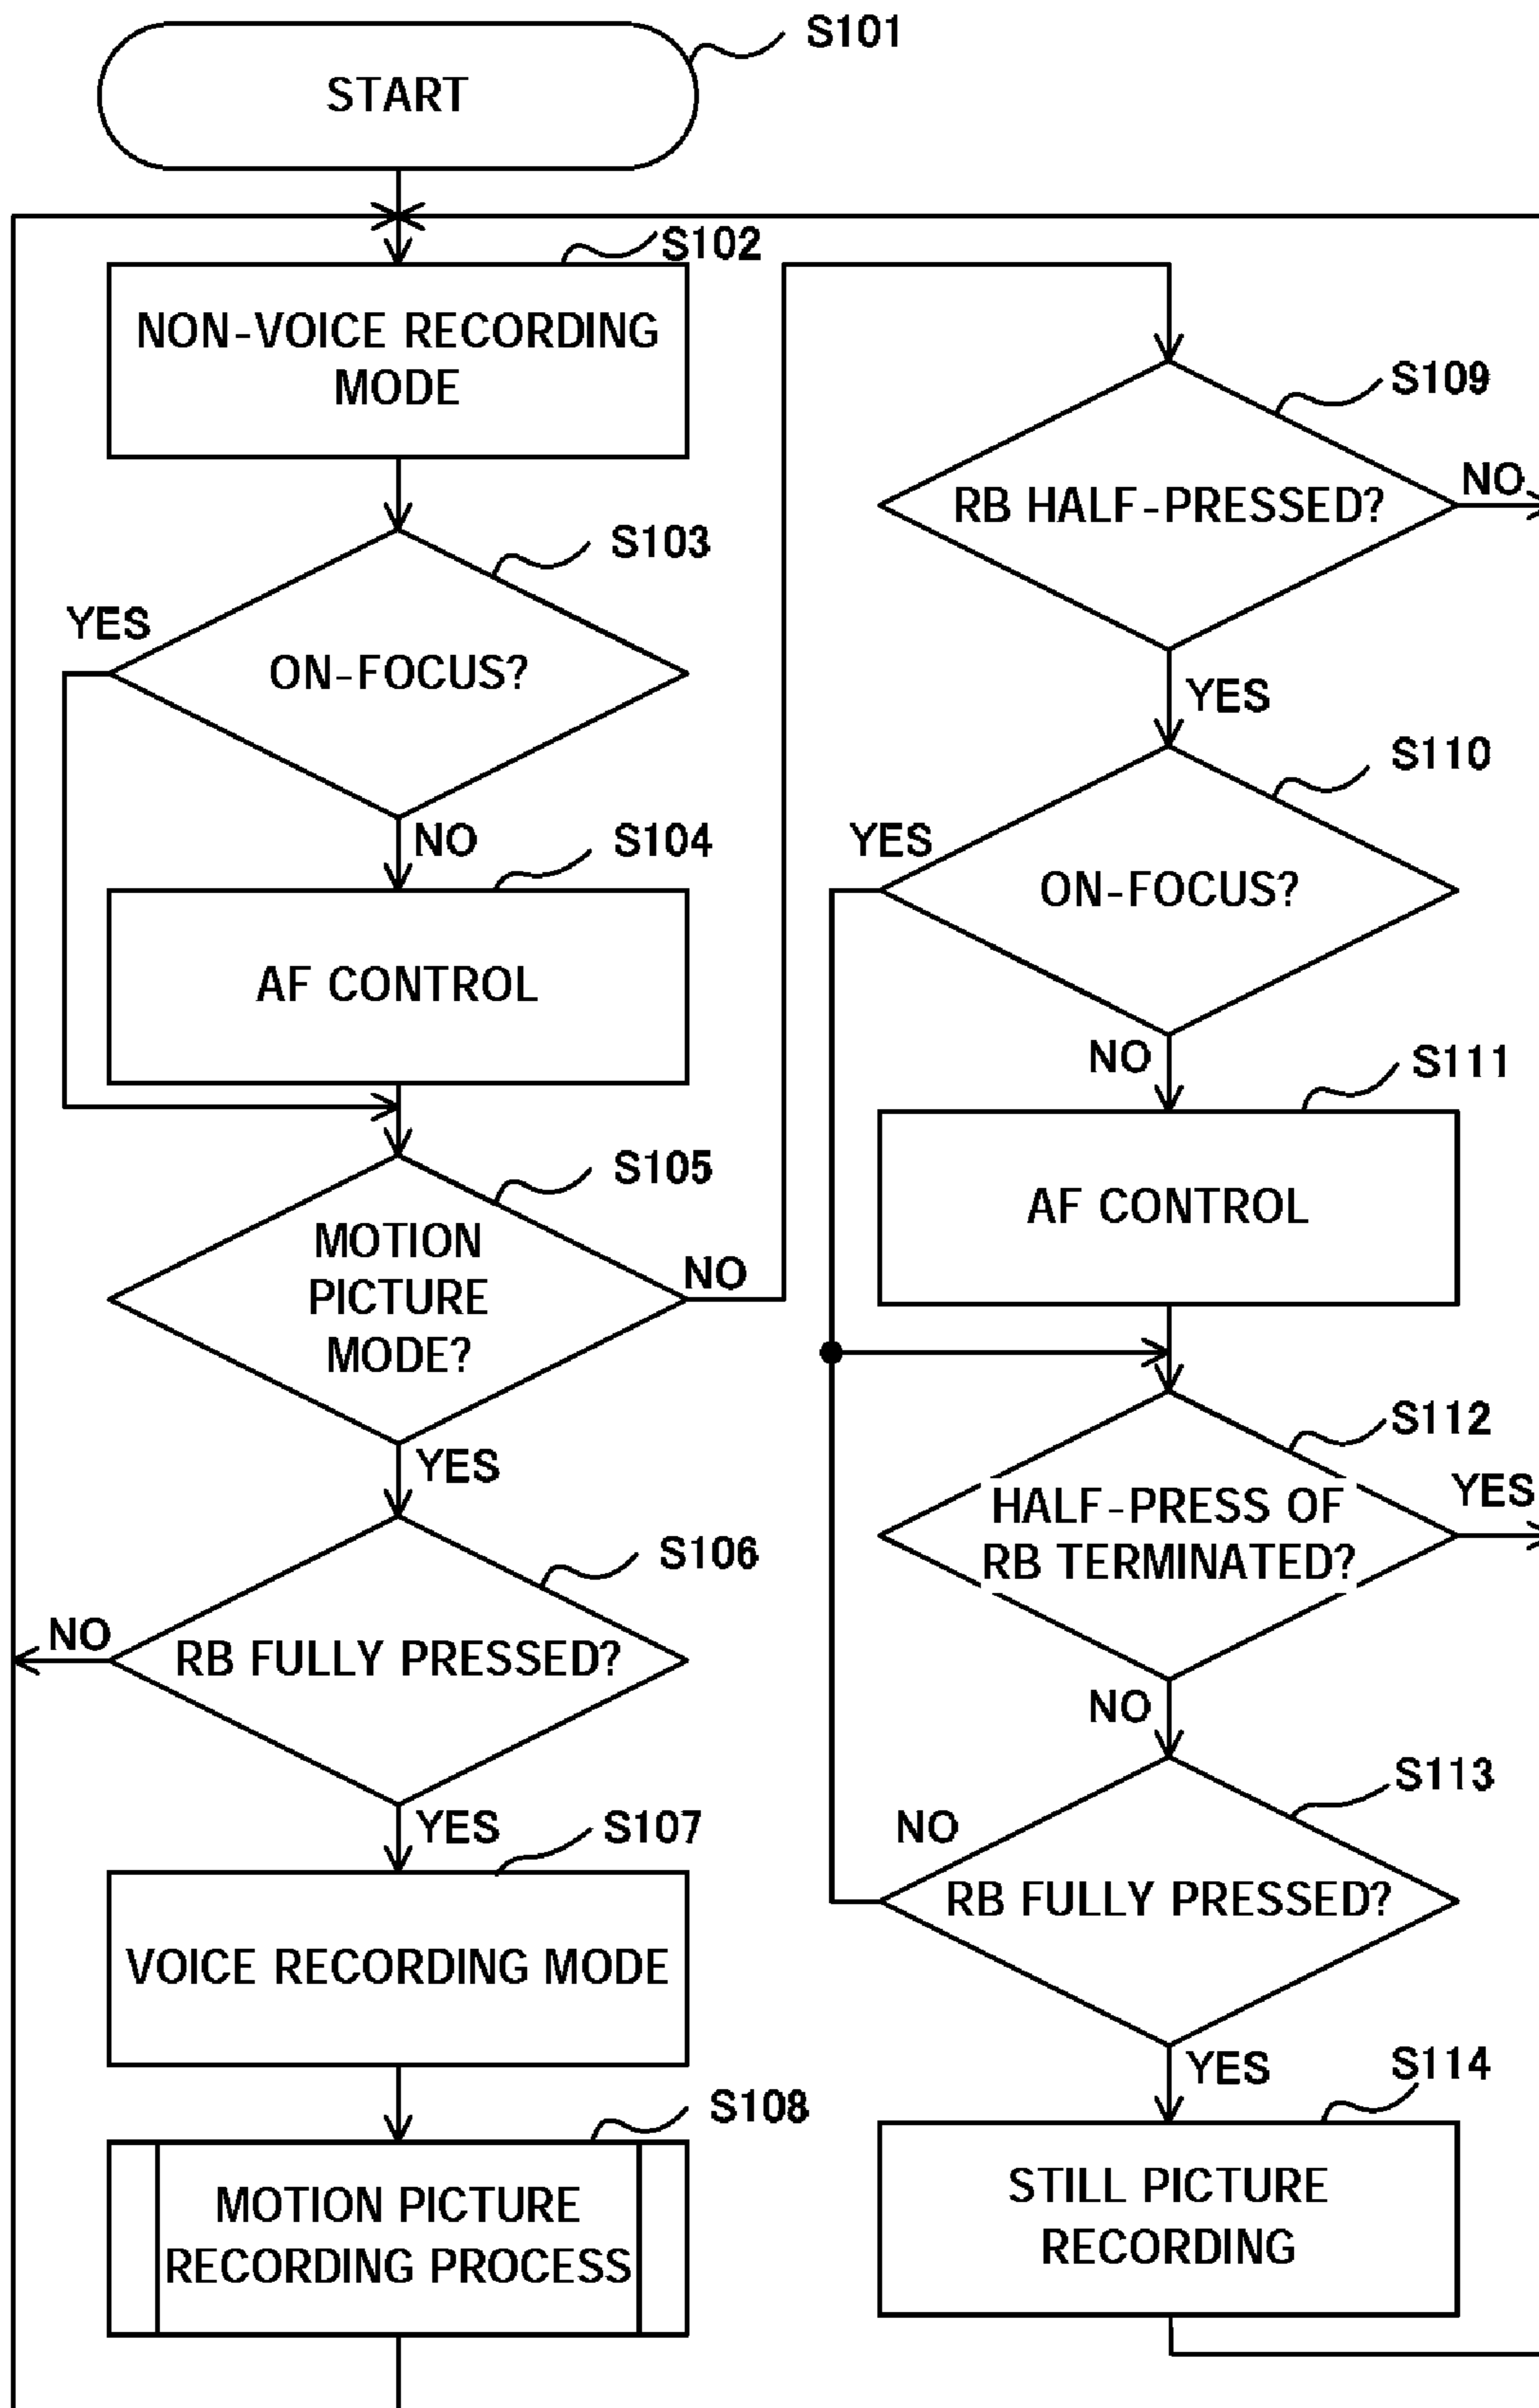 S101
START
S102
NON-VOICE RECORDING
MODE
S103
YES
ON-FOCUS?
NO
S104
AF CONTROL
S105
MOTION
PICTURE
MODE?
NO
YES
S106
NO
RB FULLY PRESSED?
YES
S107
VOICE RECORDING MODE
S108
MOTION PICTURE
RECORDING PROCESS
S109
RB HALF-PRESSED?
NO
YES
S110
YES
ON-FOCUS?
NO
S111
AF CONTROL
S112
HALF-PRESS OF
RB TERMINATED?
YES
NO
S113
NO
RB FULLY PRESSED?
YES
S114
STILL PICTURE
RECORDING